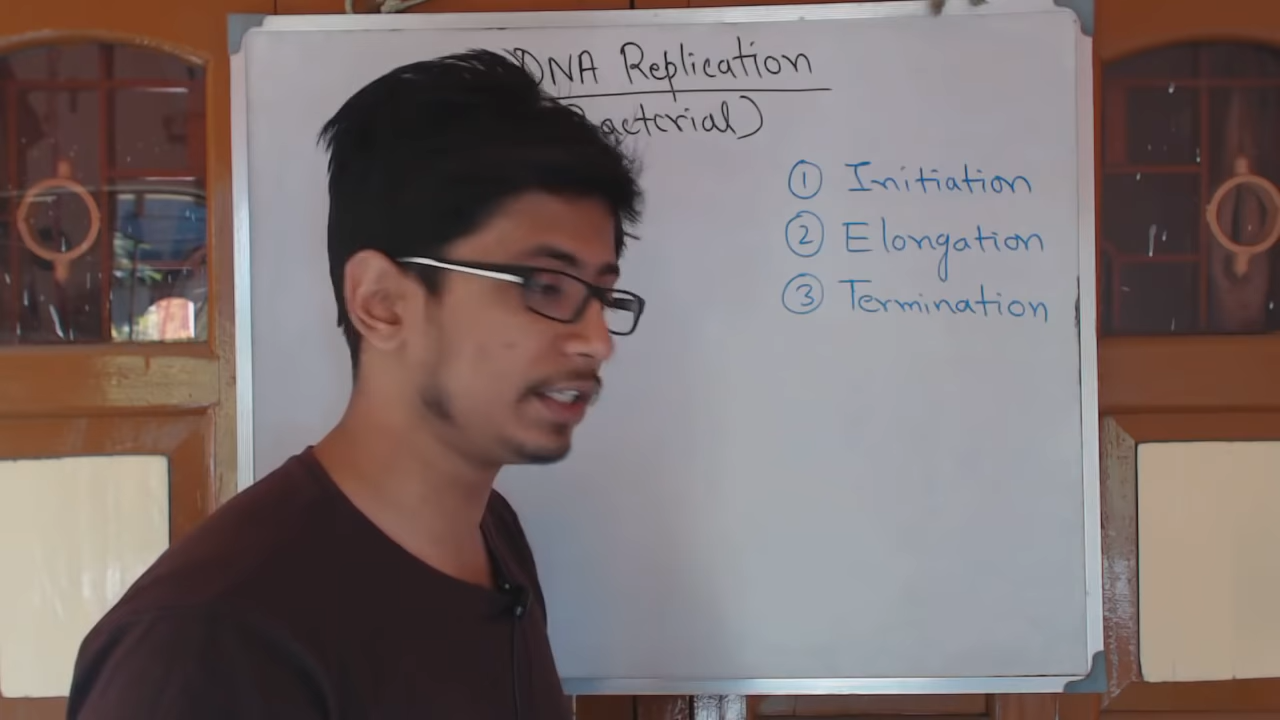 DNA Replication
Bacterial)
① Initiation
② Elongation
③ Termination